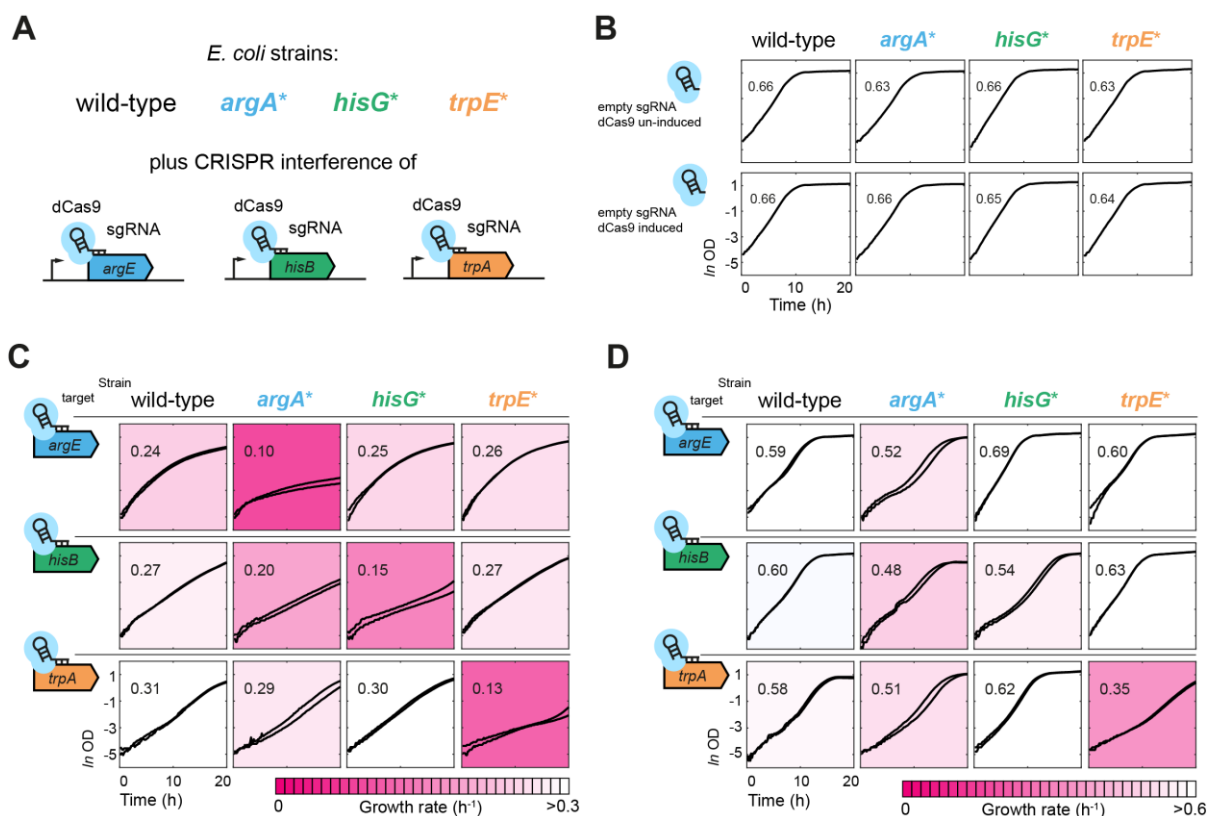 A
E. coli strains:
wild-type argA* hisG* trpE*
plus CRISPR interference of
dCas9 sgRNA dCas9 sgRNA dCas9 sgRNA
argE hisB trpA
B
wild-type argA* hisG* trpE*
empty sgRNA
dCas9 un-induced
0.66 0.63 0.66 0.63
empty sgRNA
dCas9 induced
0.66 0.66 0.65 0.64
1
-1
-3
-5
ln OD
0 10 20
Time (h)
C
Strain
target
wild-type argA* hisG* trpE*
argE
0.24 0.10 0.25 0.26
hisB
0.27 0.20 0.15 0.27
trpA
0.31 0.29 0.30 0.13
1
-1
-3
-5
ln OD
0 10 20
Time (h)
0 Growth rate (h-1) >0.3
D
Strain
target
wild-type argA* hisG* trpE*
argE
0.59 0.52 0.69 0.60
hisB
0.60 0.48 0.54 0.63
trpA
0.58 0.51 0.62 0.35
1
-1
-3
-5
ln OD
0 10 20
Time (h)
0 Growth rate (h-1) >0.6